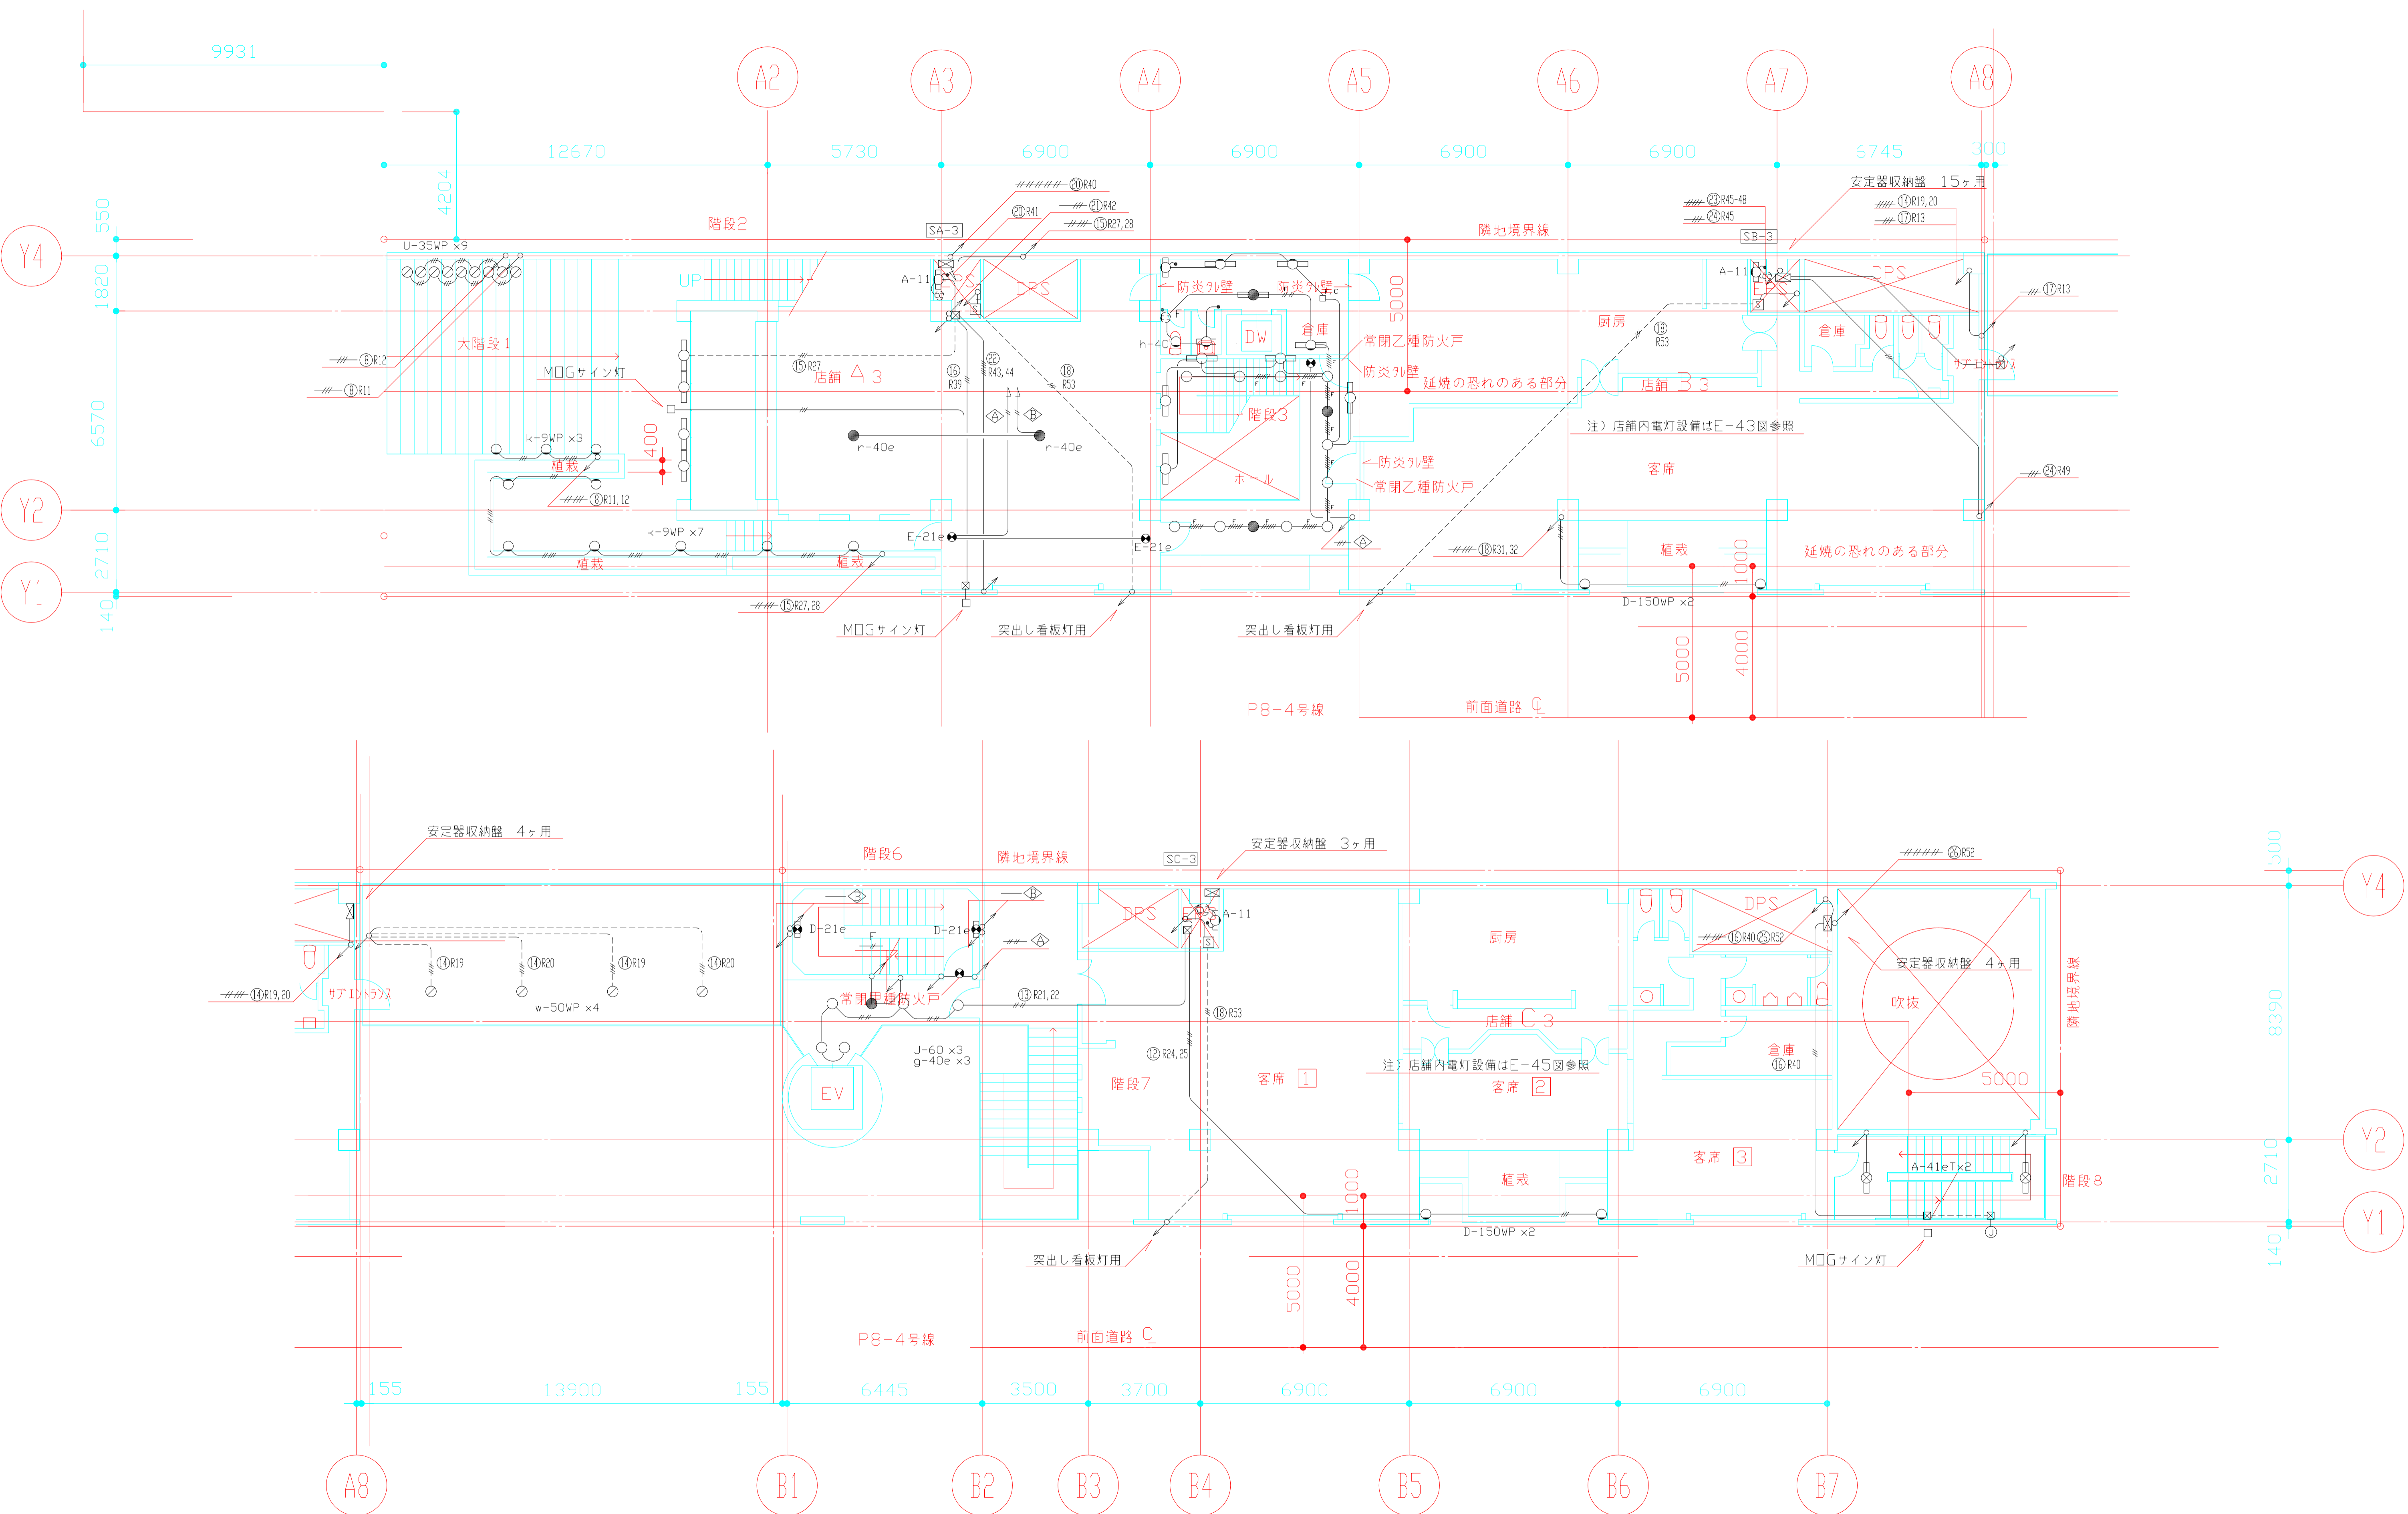 9931
A2
A3
A4
A5
A6
A7
A8
12670
5730
6900
6900
6900
6900
6745
300
4204
550
1820
6570
2710
140
Y4
Y2
Y1
階段2
隣地境界線
安定器収納盤 15ヶ用
⑳R40
⑳R41
㉑R42
⑮R27,28
㉓R45-48
㉔R45
⑭R19,20
⑰R13
SA-3
SB-3
U-35WP x9
UP
A-11
EPS
DPS
防炎タレ壁
防炎タレ壁
F,C
5000
A-11
EPS
DPS
⑰R13
大階段1
⑧R12
⑧R11
MOGサイン灯
⑮R27
店舗 A 3
⑯
R39
㉒
R43,44
⑱
R53
h-40
DW
倉庫
常閉乙種防火戸
防炎タレ壁
延焼の恐れのある部分
厨房
⑱
R53
店舗 B 3
倉庫
サブエントランス
階段3
A
B
k-9WP x3
400
植栽
r-40e
r-40e
注）店舗内電灯設備はE-43図参照
客席
防炎タレ壁
常閉乙種防火戸
ホール
⑧R11,12
㉔R49
k-9WP x7
E-21e
E-21e
A
⑱R31,32
植栽
1000
延焼の恐れのある部分
植栽
植栽
⑮R27,28
D-150WP x2
MOGサイン灯
突出し看板灯用
突出し看板灯用
5000
4000
P8-4号線
前面道路 ℄
安定器収納盤 4ヶ用
階段6
隣地境界線
SC-3
安定器収納盤 3ヶ用
㉖R52
500
Y4
B
B
D-21e
D-21e
F
A
DPS
EPS
A-11
S
厨房
DPS
⑯R40㉖R52
安定器収納盤 4ヶ用
隣地境界線
⑭R19
⑭R20
⑭R19
⑭R20
⑭R19,20
サブエントランス
w-50WP x4
常閉甲種防火戸
⑬R21,22
⑱R53
吹抜
8390
店舗 C 3
J-60 x3
g-40e x3
⑫R24,25
注）店舗内電灯設備はE-45図参照
倉庫
⑯R40
EV
階段7
客席 1
客席 2
5000
客席 3
Y2
2710
植栽
A-41eTx2
階段8
1000
D-150WP x2
Y1
140
突出し看板灯用
MOGサイン灯
J
5000
4000
P8-4号線
前面道路 ℄
155
13900
155
6445
3500
3700
6900
6900
6900
A8
B1
B2
B3
B4
B5
B6
B7